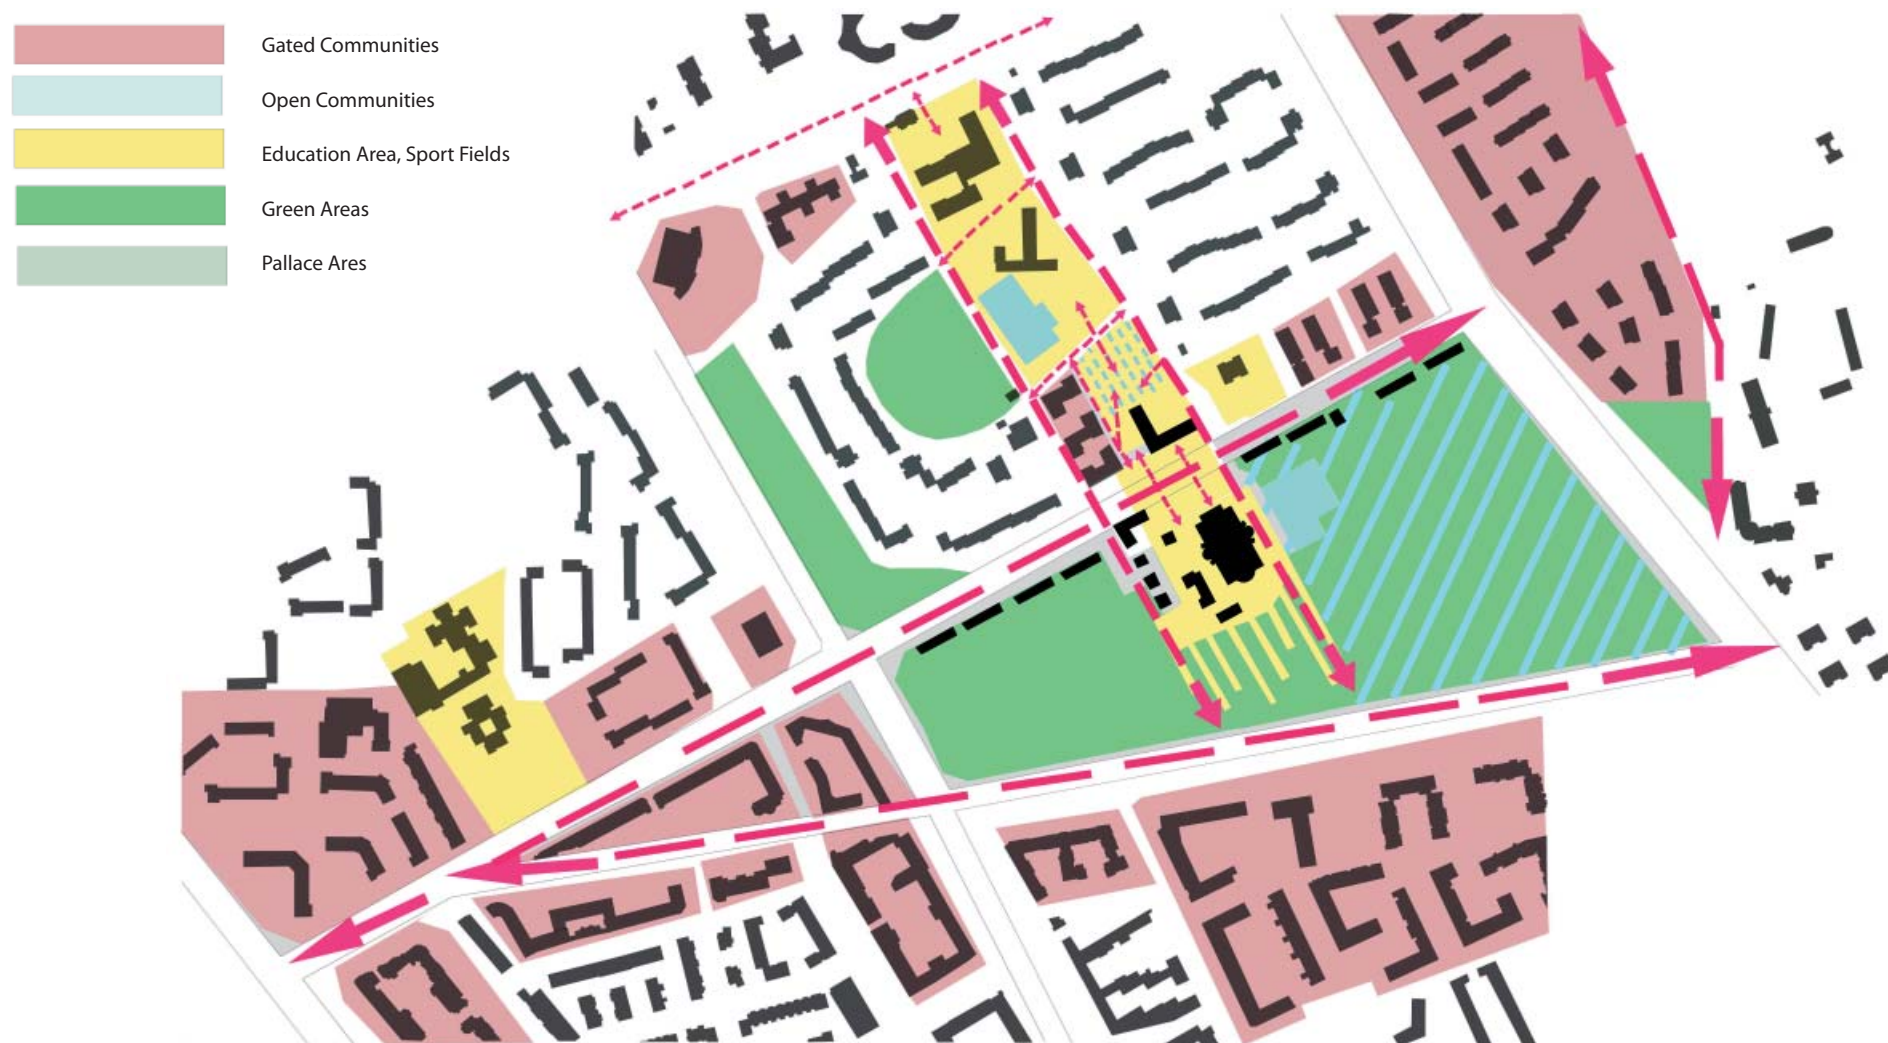 Gated Communities
Open Communities
Education Area, Sport Fields
Green Areas
Pallace Ares